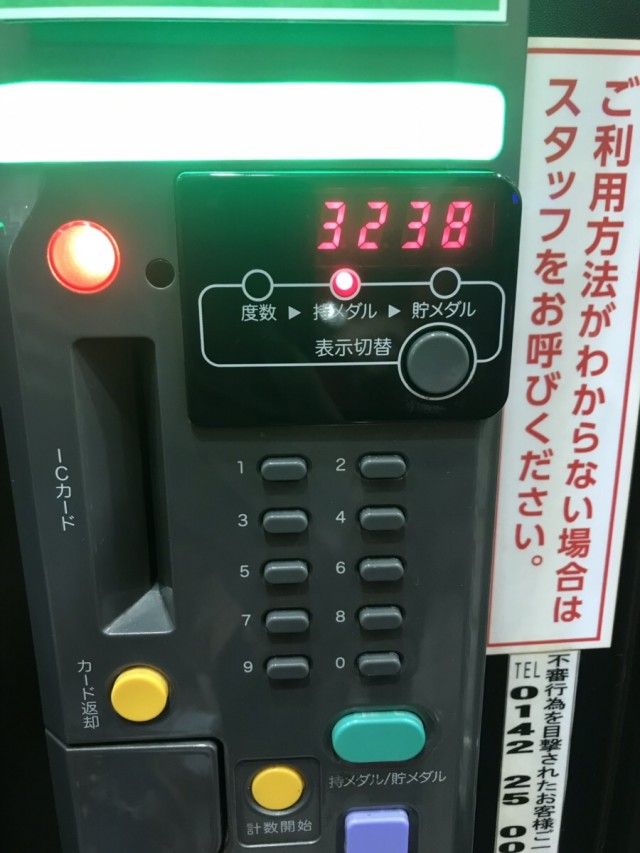 3238
度数 ▶ 持メダル ▶ 貯メダル
表示切替
ICカード
1 2
3 4
5 6
7 8
9 0
カード返却
持メダル/貯メダル
計数開始
ご利用方法がわからない場合は
スタッフをお呼びください。
不審行為を目撃されたお客様
TEL 0142 25 00